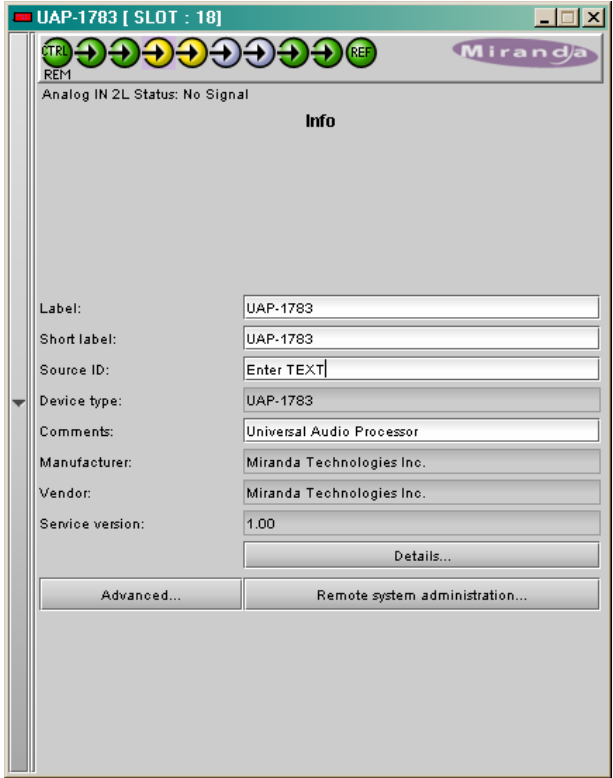 UAP-1783 [ SLOT : 18]
CTRL REF Miranda
REM
Analog IN 2L Status: No Signal
Info
Label: UAP-1783
Short label: UAP-1783
Source ID: Enter TEXT
Device type: UAP-1783
Comments: Universal Audio Processor
Manufacturer: Miranda Technologies Inc.
Vendor: Miranda Technologies Inc.
Service version: 1.00
Details...
Advanced... Remote system administration...